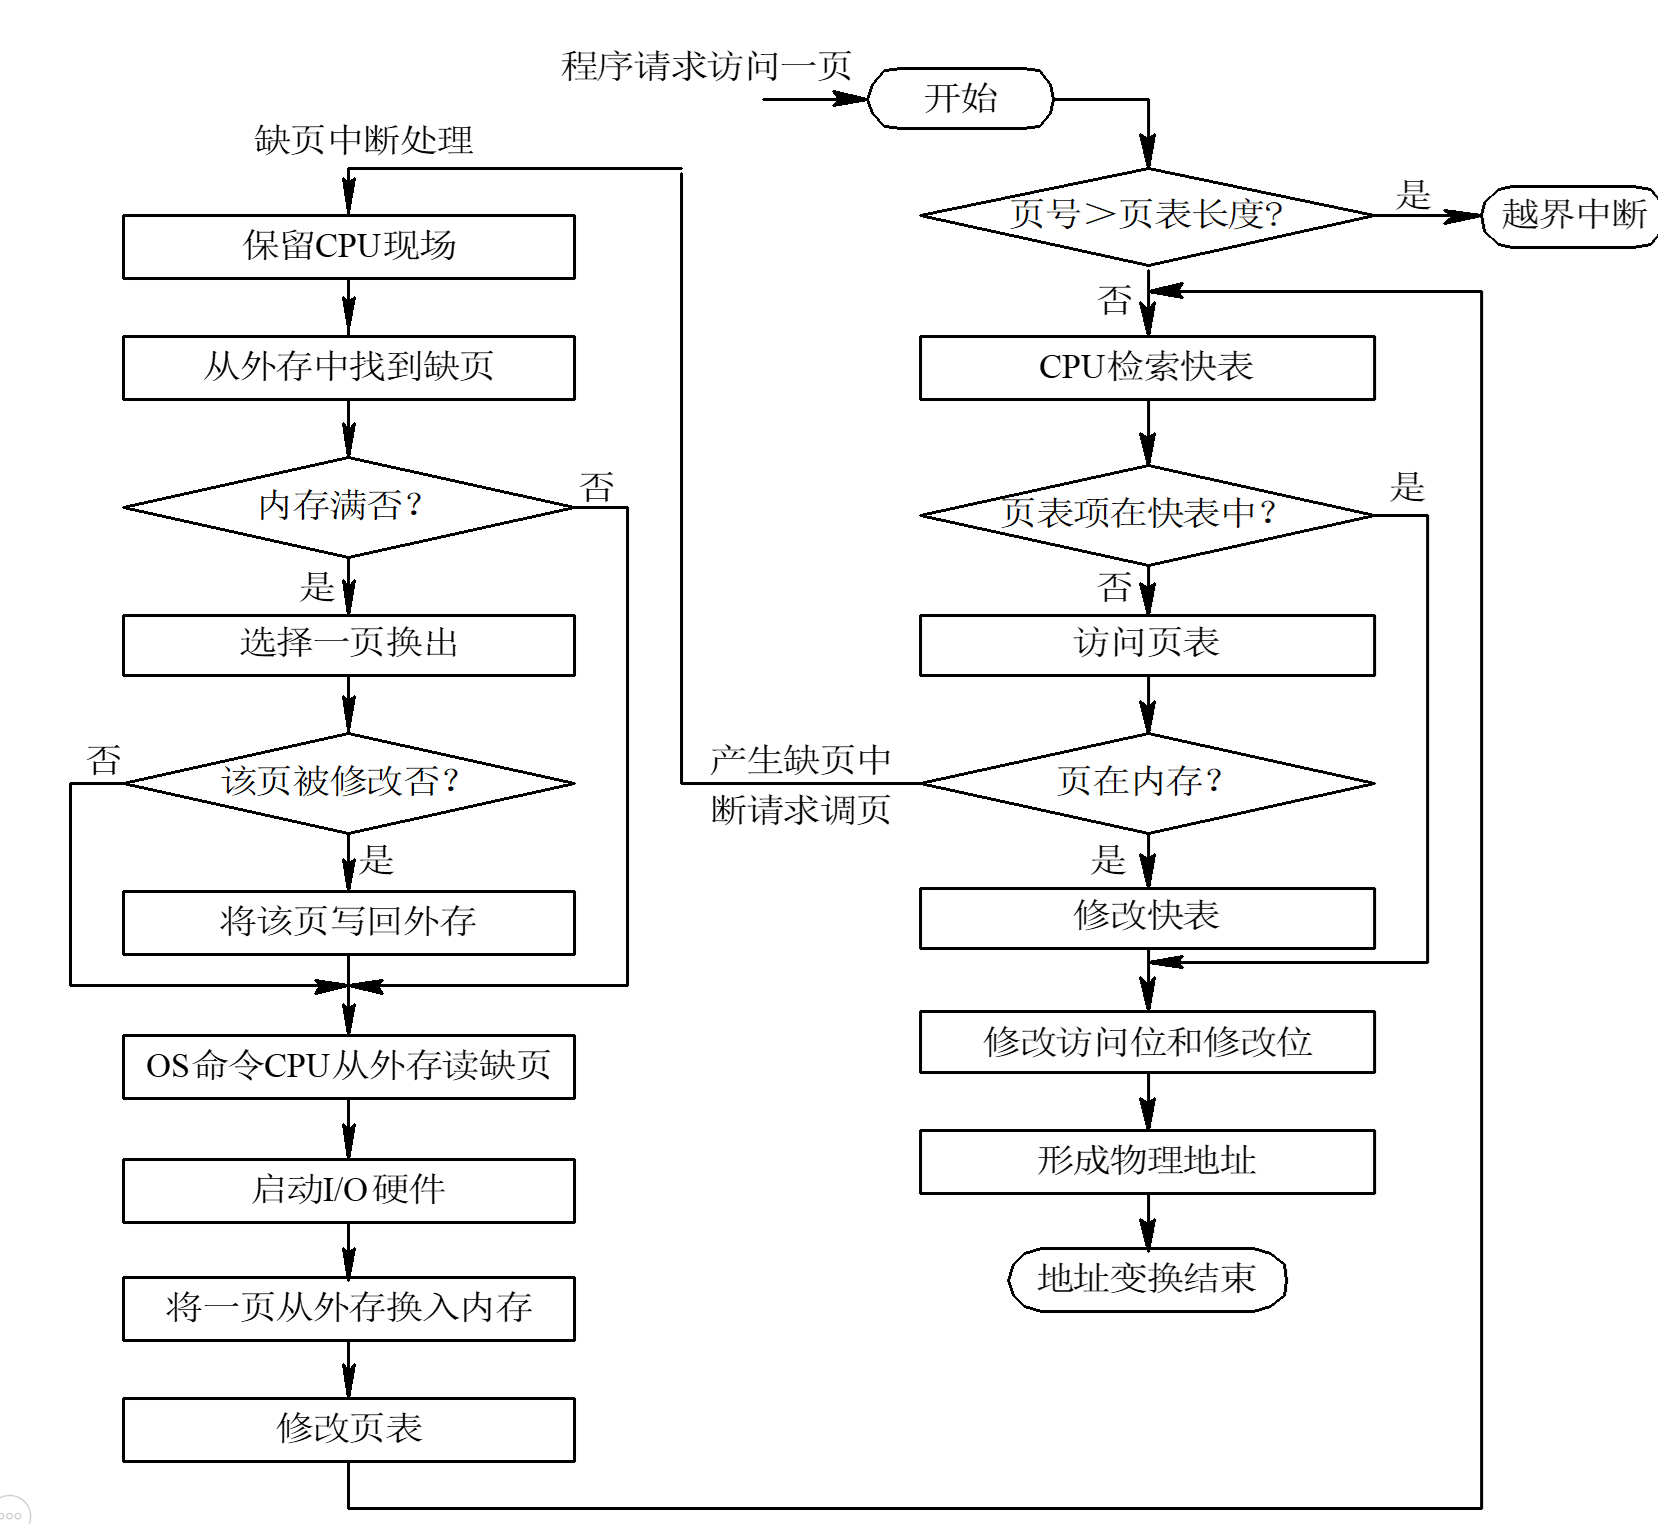 程序请求访问一页
开始
页号＞页表长度?
是
越界中断
否
CPU检索快表
页表项在快表中?
是
否
访问页表
页在内存?
产生缺页中
断请求调页
是
修改快表
修改访问位和修改位
形成物理地址
地址变换结束
缺页中断处理
保留CPU现场
从外存中找到缺页
内存满否?
否
是
选择一页换出
该页被修改否?
否
是
将该页写回外存
OS命令CPU从外存读缺页
启动I/O硬件
将一页从外存换入内存
修改页表